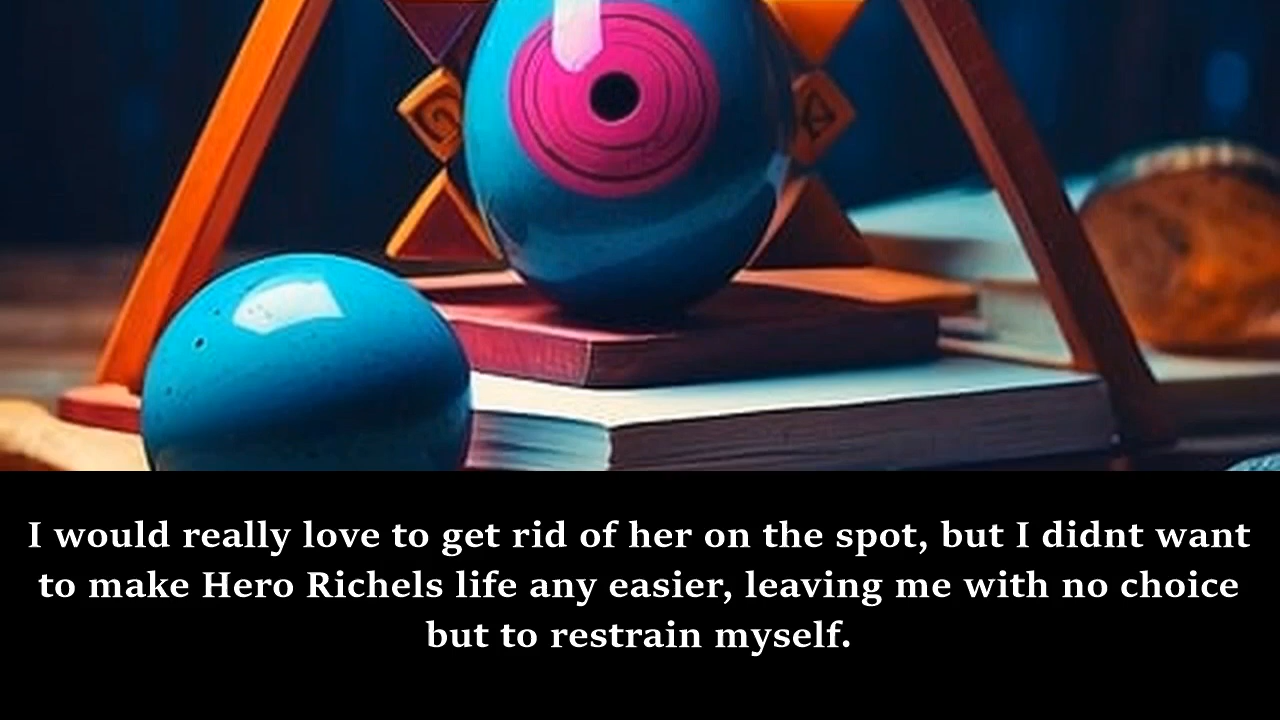 I would really love to get rid of her on the spot, but I didnt want
to make Hero Richels life any easier, leaving me with no choice
but to restrain myself.